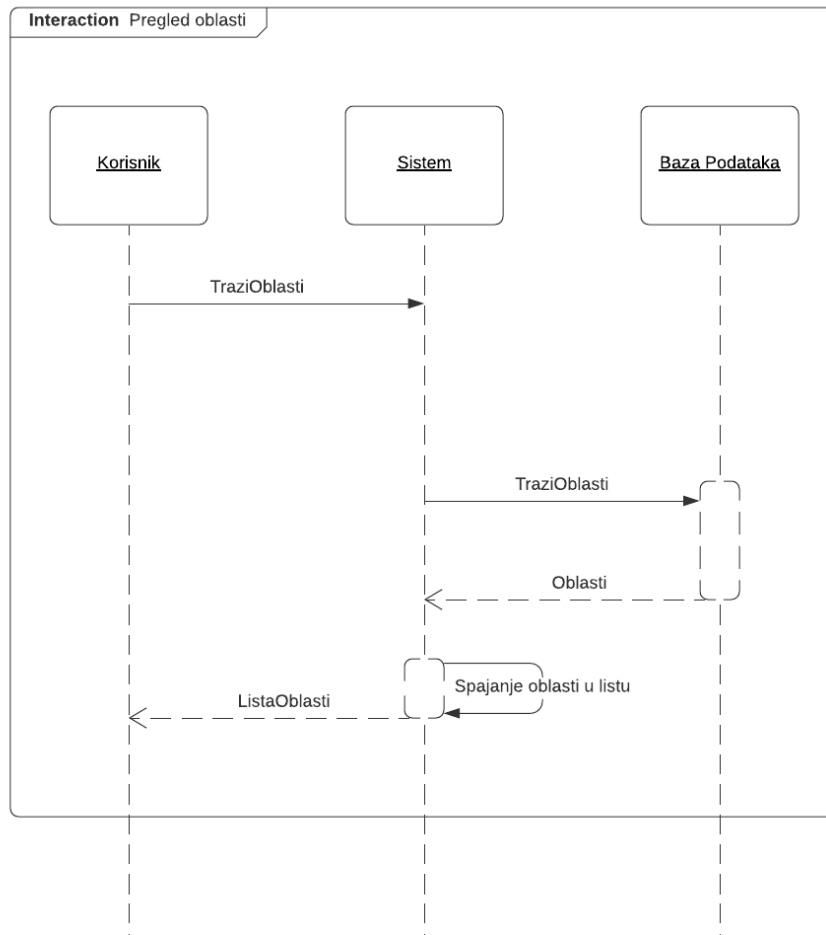 Interaction Pregled oblasti
Korisnik
Sistem
Baza Podataka
TraziOblasti
TraziOblasti
Oblasti
Spajanje oblasti u listu
ListaOblasti